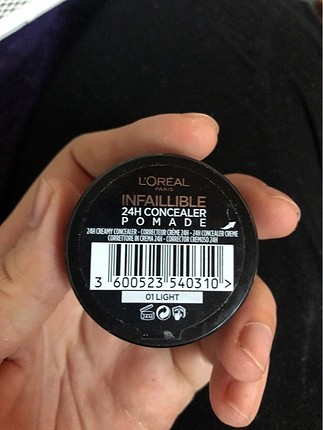 L'ORÉAL
PARIS
INFAILLIBLE
24H CONCEALER
POMADE
24H CREAMY CONCEALER - CORRECTEUR CRÈME 24H - 24H CONCEALER CREME
CORRETTORE IN CREMA 24H - CORRECTOR CREMOSO 24H
3 600523 540310 >
01 LIGHT